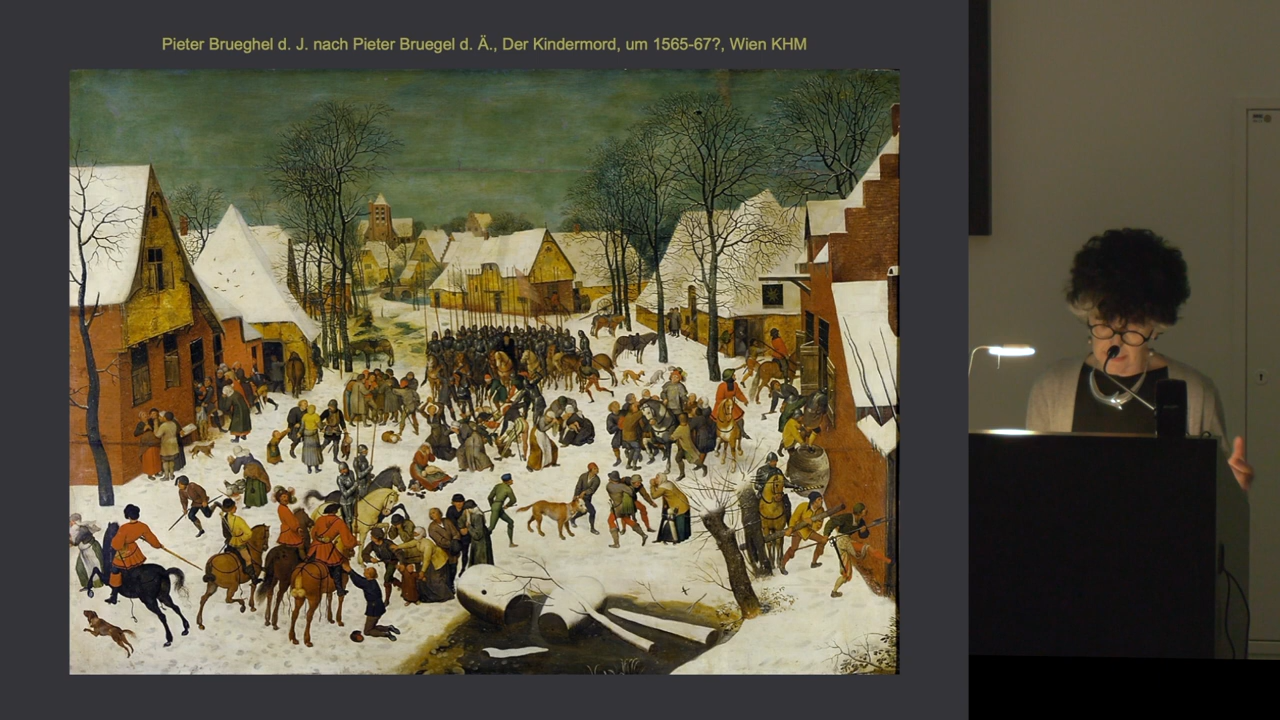 Pieter Brueghel d. J. nach Pieter Bruegel d. Ä., Der Kindermord, um 1565-67?, Wien KHM